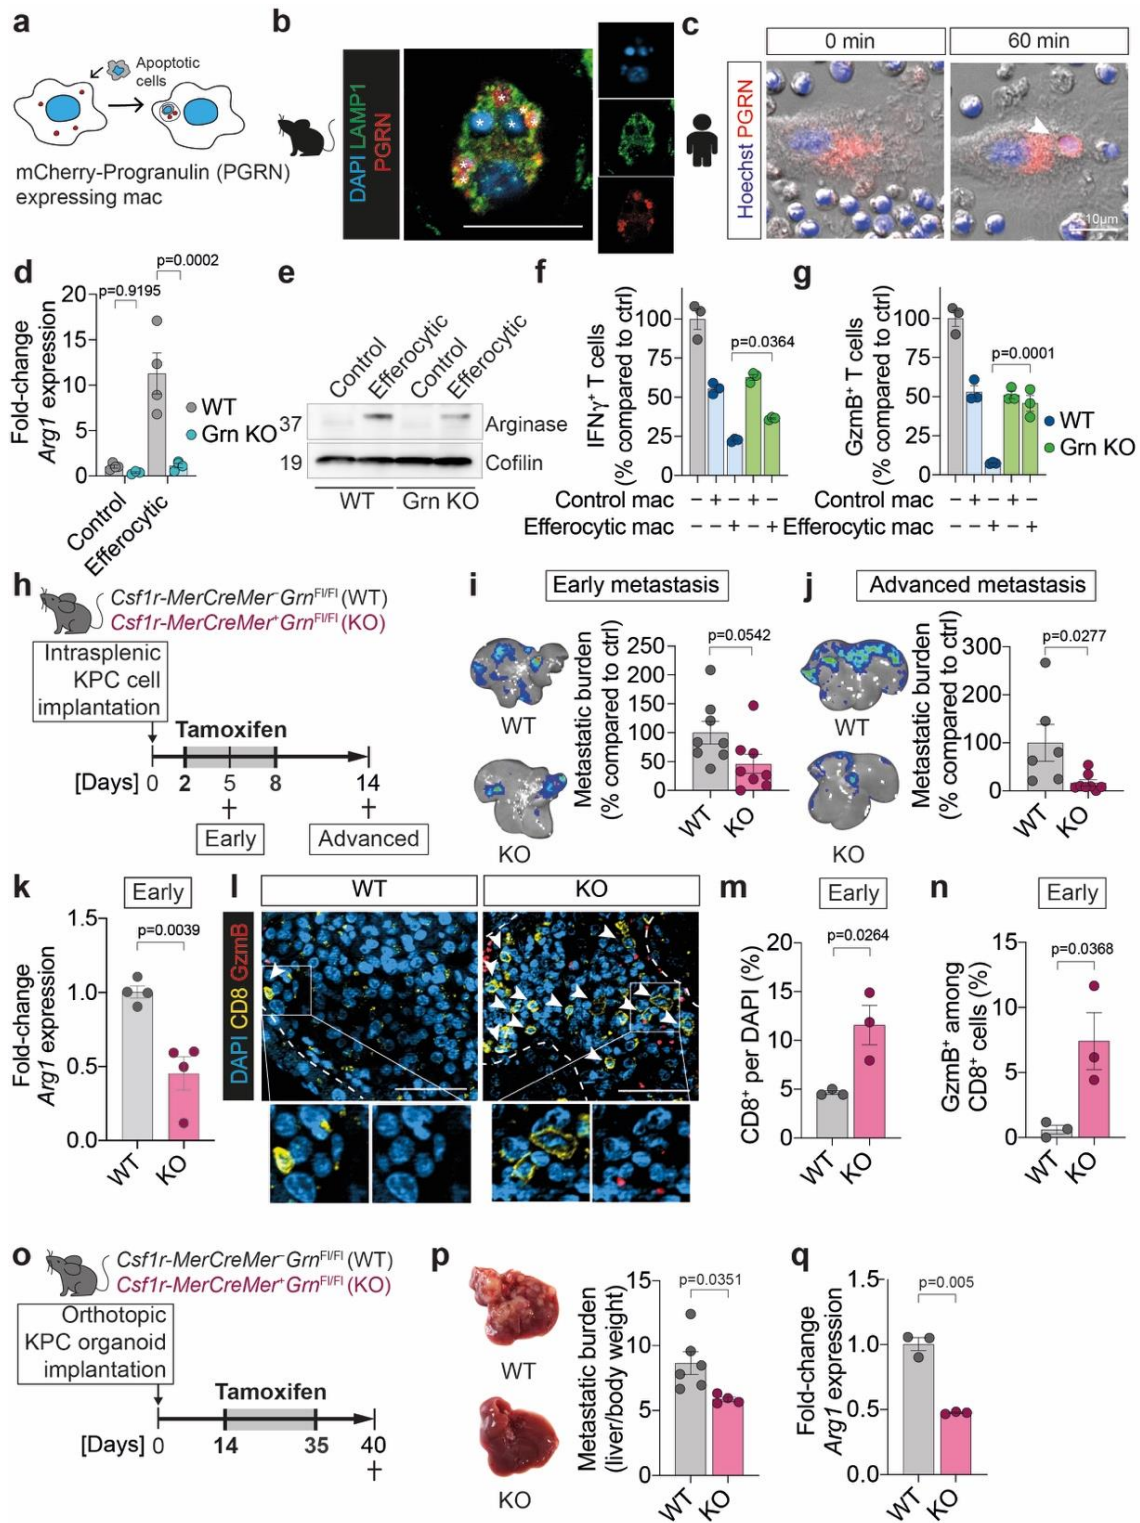 a
Apoptotic
cells
mCherry-Progranulin (PGRN)
expressing mac
b
DAPI LAMP1
PGRN
c
0 min
60 min
Hoechst PGRN
10µm
d
Fold-change
Arg1 expression
20
15
10
5
0
p=0.9195
p=0.0002
WT
Grn KO
Control
Efferocytic
e
Control
Efferocytic
Control
Efferocytic
37
Arginase
19
Cofilin
WT
Grn KO
f
IFNγ⁺ T cells
(% compared to ctrl)
100
75
50
25
0
p=0.0364
Control mac − + − + −
Efferocytic mac − − + − +
g
GzmB⁺ T cells
(% compared to ctrl)
100
75
50
25
0
p=0.0001
WT
Grn KO
Control mac − + − + −
Efferocytic mac − − + − +
h
Csf1r-MerCreMer⁻Grn^Fl/Fl (WT)
Csf1r-MerCreMer⁺Grn^Fl/Fl (KO)
Intrasplenic
KPC cell
implantation
Tamoxifen
[Days] 0 2 5 8 14
Early
Advanced
i
Early metastasis
WT
KO
Metastatic burden
(% compared to ctrl)
250
200
150
100
50
0
p=0.0542
WT
KO
j
Advanced metastasis
WT
KO
Metastatic burden
(% compared to ctrl)
300
200
100
0
p=0.0277
WT
KO
k
Early
Fold-change
Arg1 expression
1.5
1.0
0.5
0.0
p=0.0039
WT
KO
l
WT
KO
DAPI CD8 GzmB
m
Early
CD8⁺ per DAPI (%)
20
15
10
5
0
p=0.0264
WT
KO
n
Early
GzmB⁺ among
CD8⁺ cells (%)
15
10
5
0
p=0.0368
WT
KO
o
Csf1r-MerCreMer⁻Grn^Fl/Fl (WT)
Csf1r-MerCreMer⁺Grn^Fl/Fl (KO)
Orthotopic
KPC organoid
implantation
Tamoxifen
[Days] 0 14 35 40
p
WT
KO
Metastatic burden
(liver/body weight)
15
10
5
0
p=0.0351
WT
KO
q
Fold-change
Arg1 expression
1.5
1.0
0.5
0.0
p=0.005
WT
KO